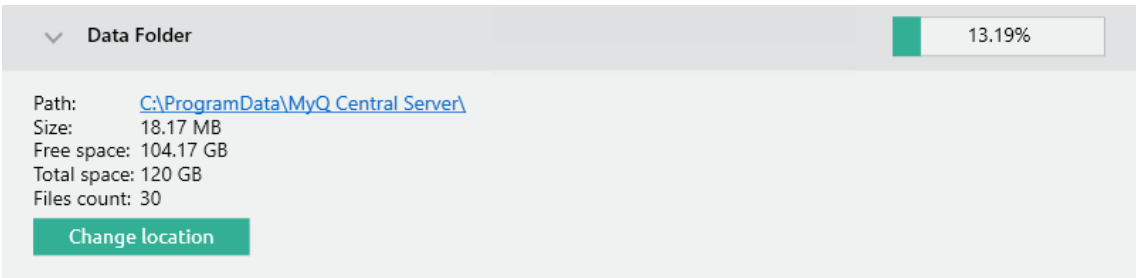 Data Folder 13.19%
Path: C:\ProgramData\MyQ Central Server\
Size: 18.17 MB
Free space: 104.17 GB
Total space: 120 GB
Files count: 30
Change location